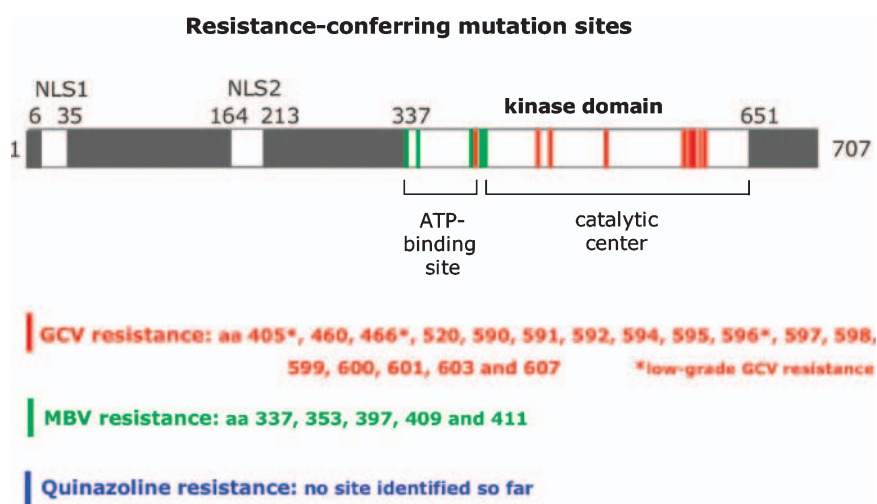 Resistance-conferring mutation sites
NLS1 NLS2
6 35 164 213 337 kinase domain 651
1 707
ATP-
binding
site
catalytic
center
GCV resistance: aa 405*, 460, 466*, 520, 590, 591, 592, 594, 595, 596*, 597, 598,
599, 600, 601, 603 and 607 *low-grade GCV resistance
MBV resistance: aa 337, 353, 397, 409 and 411
Quinazoline resistance: no site identified so far